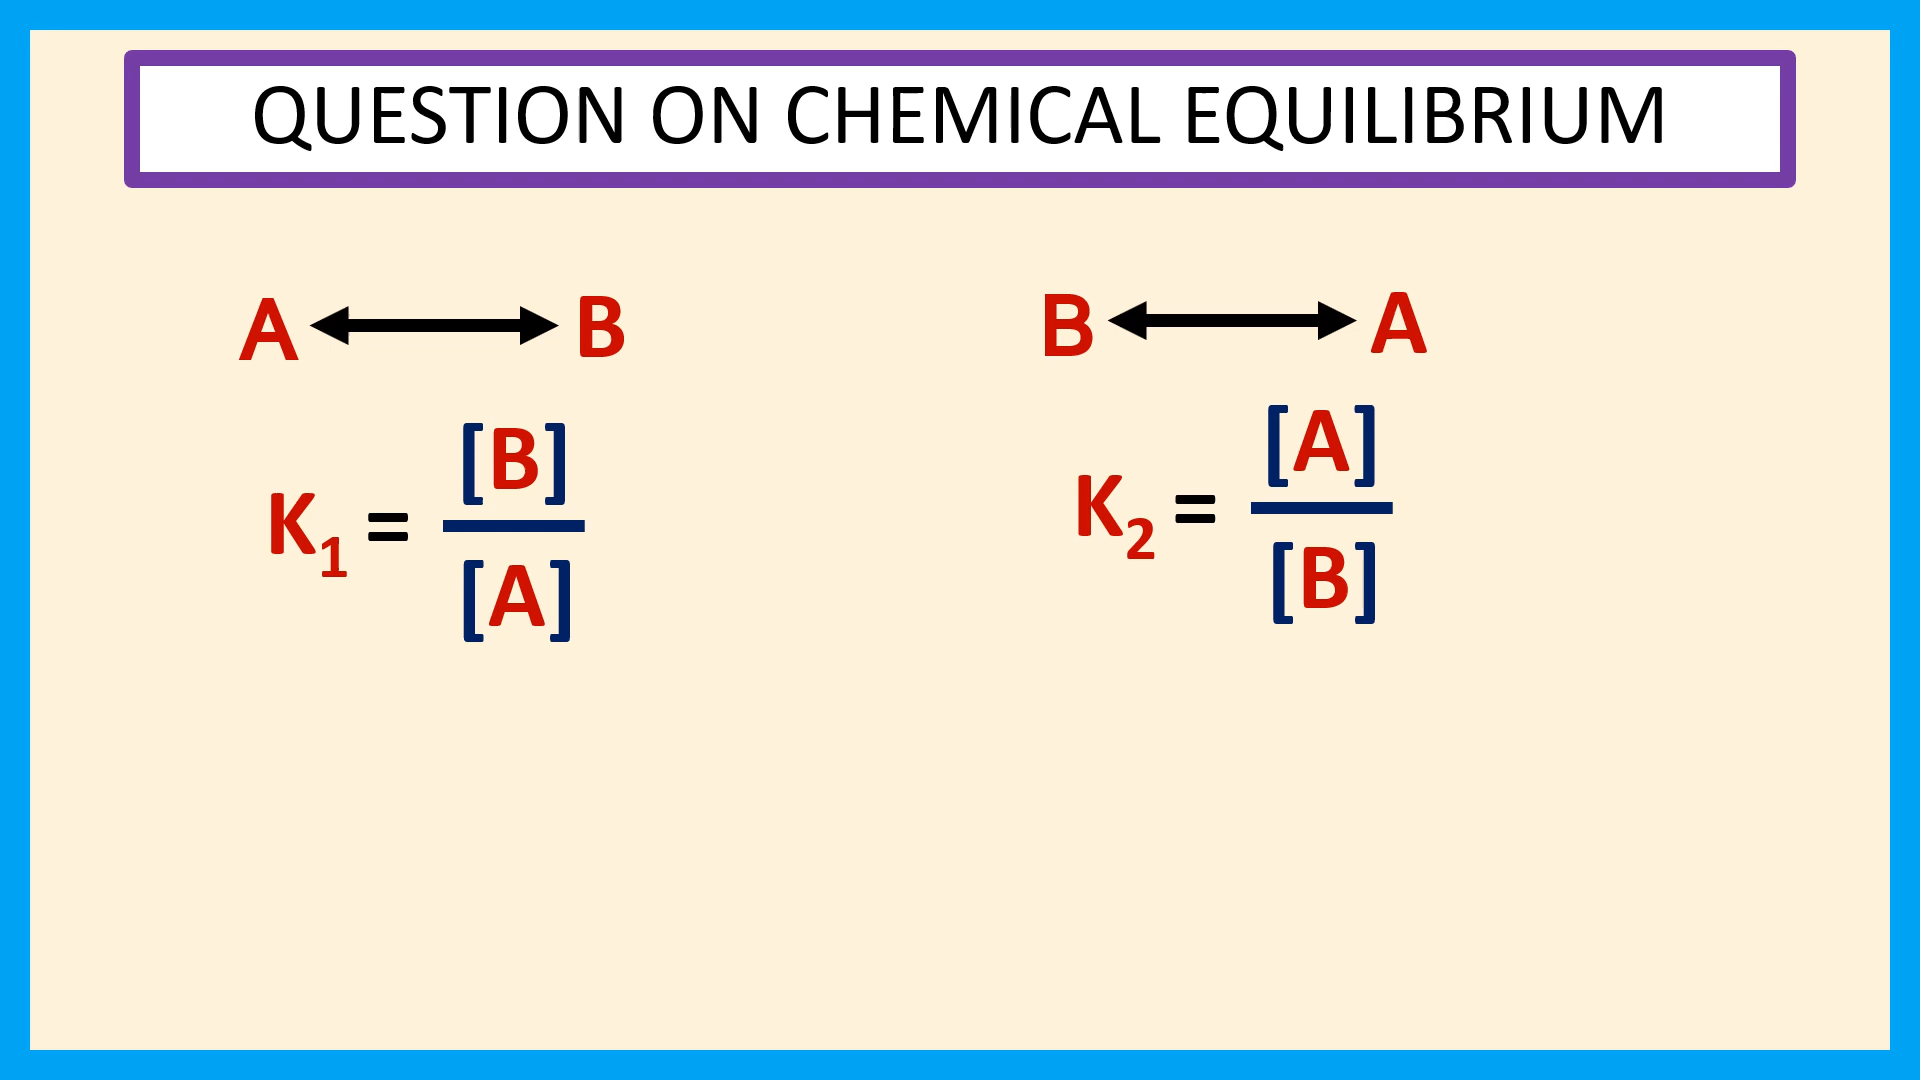 QUESTION ON CHEMICAL EQUILIBRIUM
A ↔ B
K₁ = [B] / [A]
B ↔ A
K₂ = [A] / [B]